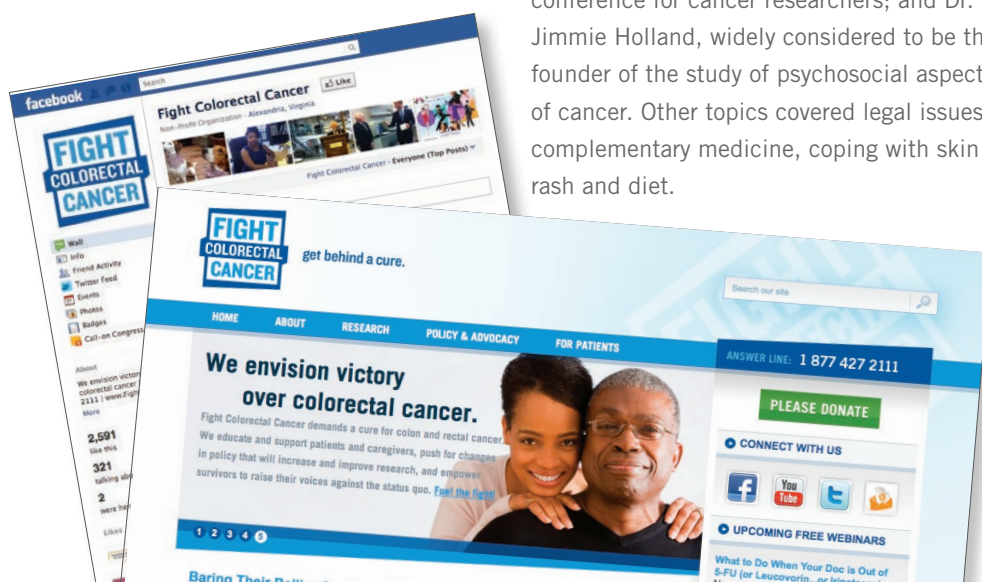 conference for cancer researchers; and Dr.
Jimmie Holland, widely considered to be
founder of the study of psychosocial
of cancer. Other topics covered legal issues
complementary medicine, coping with skin
rash and diet.
facebook
Search
Fight Colorectal Cancer
Like
Non-Profit Organization · Alexandria, Virginia
FIGHT
COLORECTAL
CANCER
Fight Colorectal Cancer · Everyone (Top Posts)
Wall
Info
Friend Activity
Twitter Feed
Events
Photos
Badges
Call-on Congress
About
We envision
colorectal cancer
2111 |
More
2,591
like this
321
talking
2
were
Likes
FIGHT
COLORECTAL
CANCER
get behind a cure.
Search our site
HOME ABOUT RESEARCH POLICY & ADVOCACY FOR PATIENTS
ANSWER LINE: 1 877 427 2111
We envision victory
over colorectal cancer.
Fight Colorectal Cancer demands a cure for colon and rectal cancer.
We educate and support patients and caregivers, push for changes
in policy that will increase and improve research, and empower
survivors to raise their voices against the status quo. Fuel the fight!
1 2 3 4 5
PLEASE DONATE
CONNECT WITH US
You
Tube
UPCOMING FREE WEBINARS
What to Do When Your Doc is Out of
5-FU (or Leucovorin...or
Baring Their